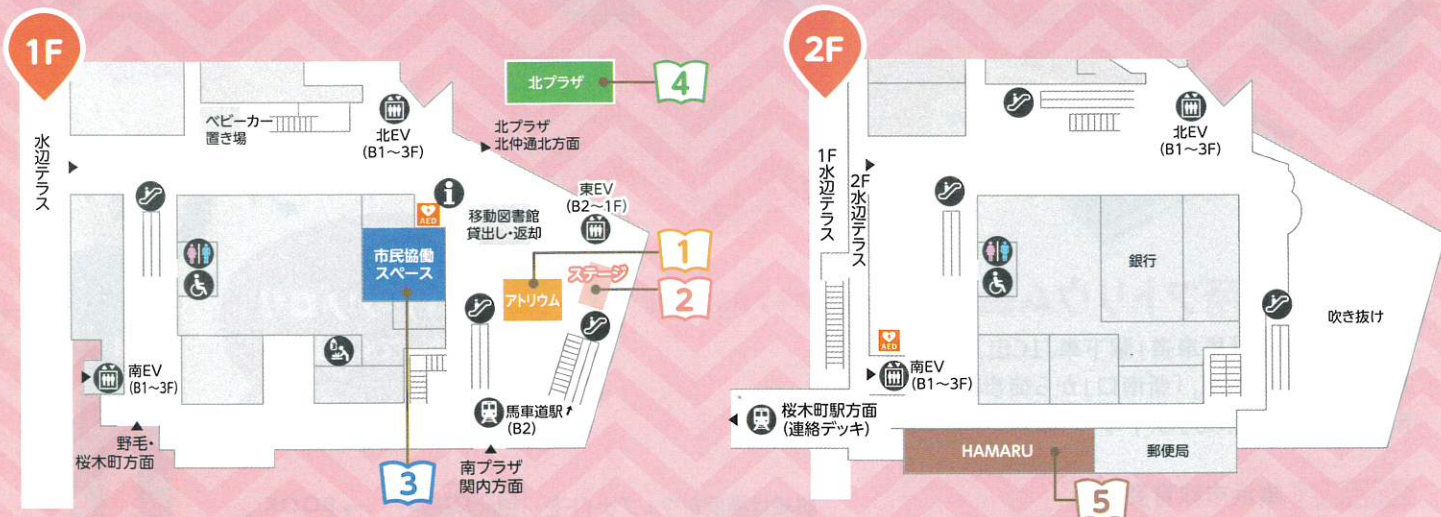 1F
北プラザ
4
ベビーカー
置き場
北EV
(B1~3F)
北プラザ
北仲通北方面
水辺テラス
東EV
(B2~1F)
AED
移動図書館
貸出し・返却
市民協働
スペース
1
ステージ
アトリウム
2
南EV
(B1~3F)
馬車道駅
(B2)
野毛・
桜木町方面
3
南プラザ
関内方面
2F
北EV
(B1~3F)
1F水辺テラス
2F水辺テラス
銀行
吹き抜け
AED
南EV
(B1~3F)
桜木町駅方面
(連絡デッキ)
HAMARU
郵便局
5